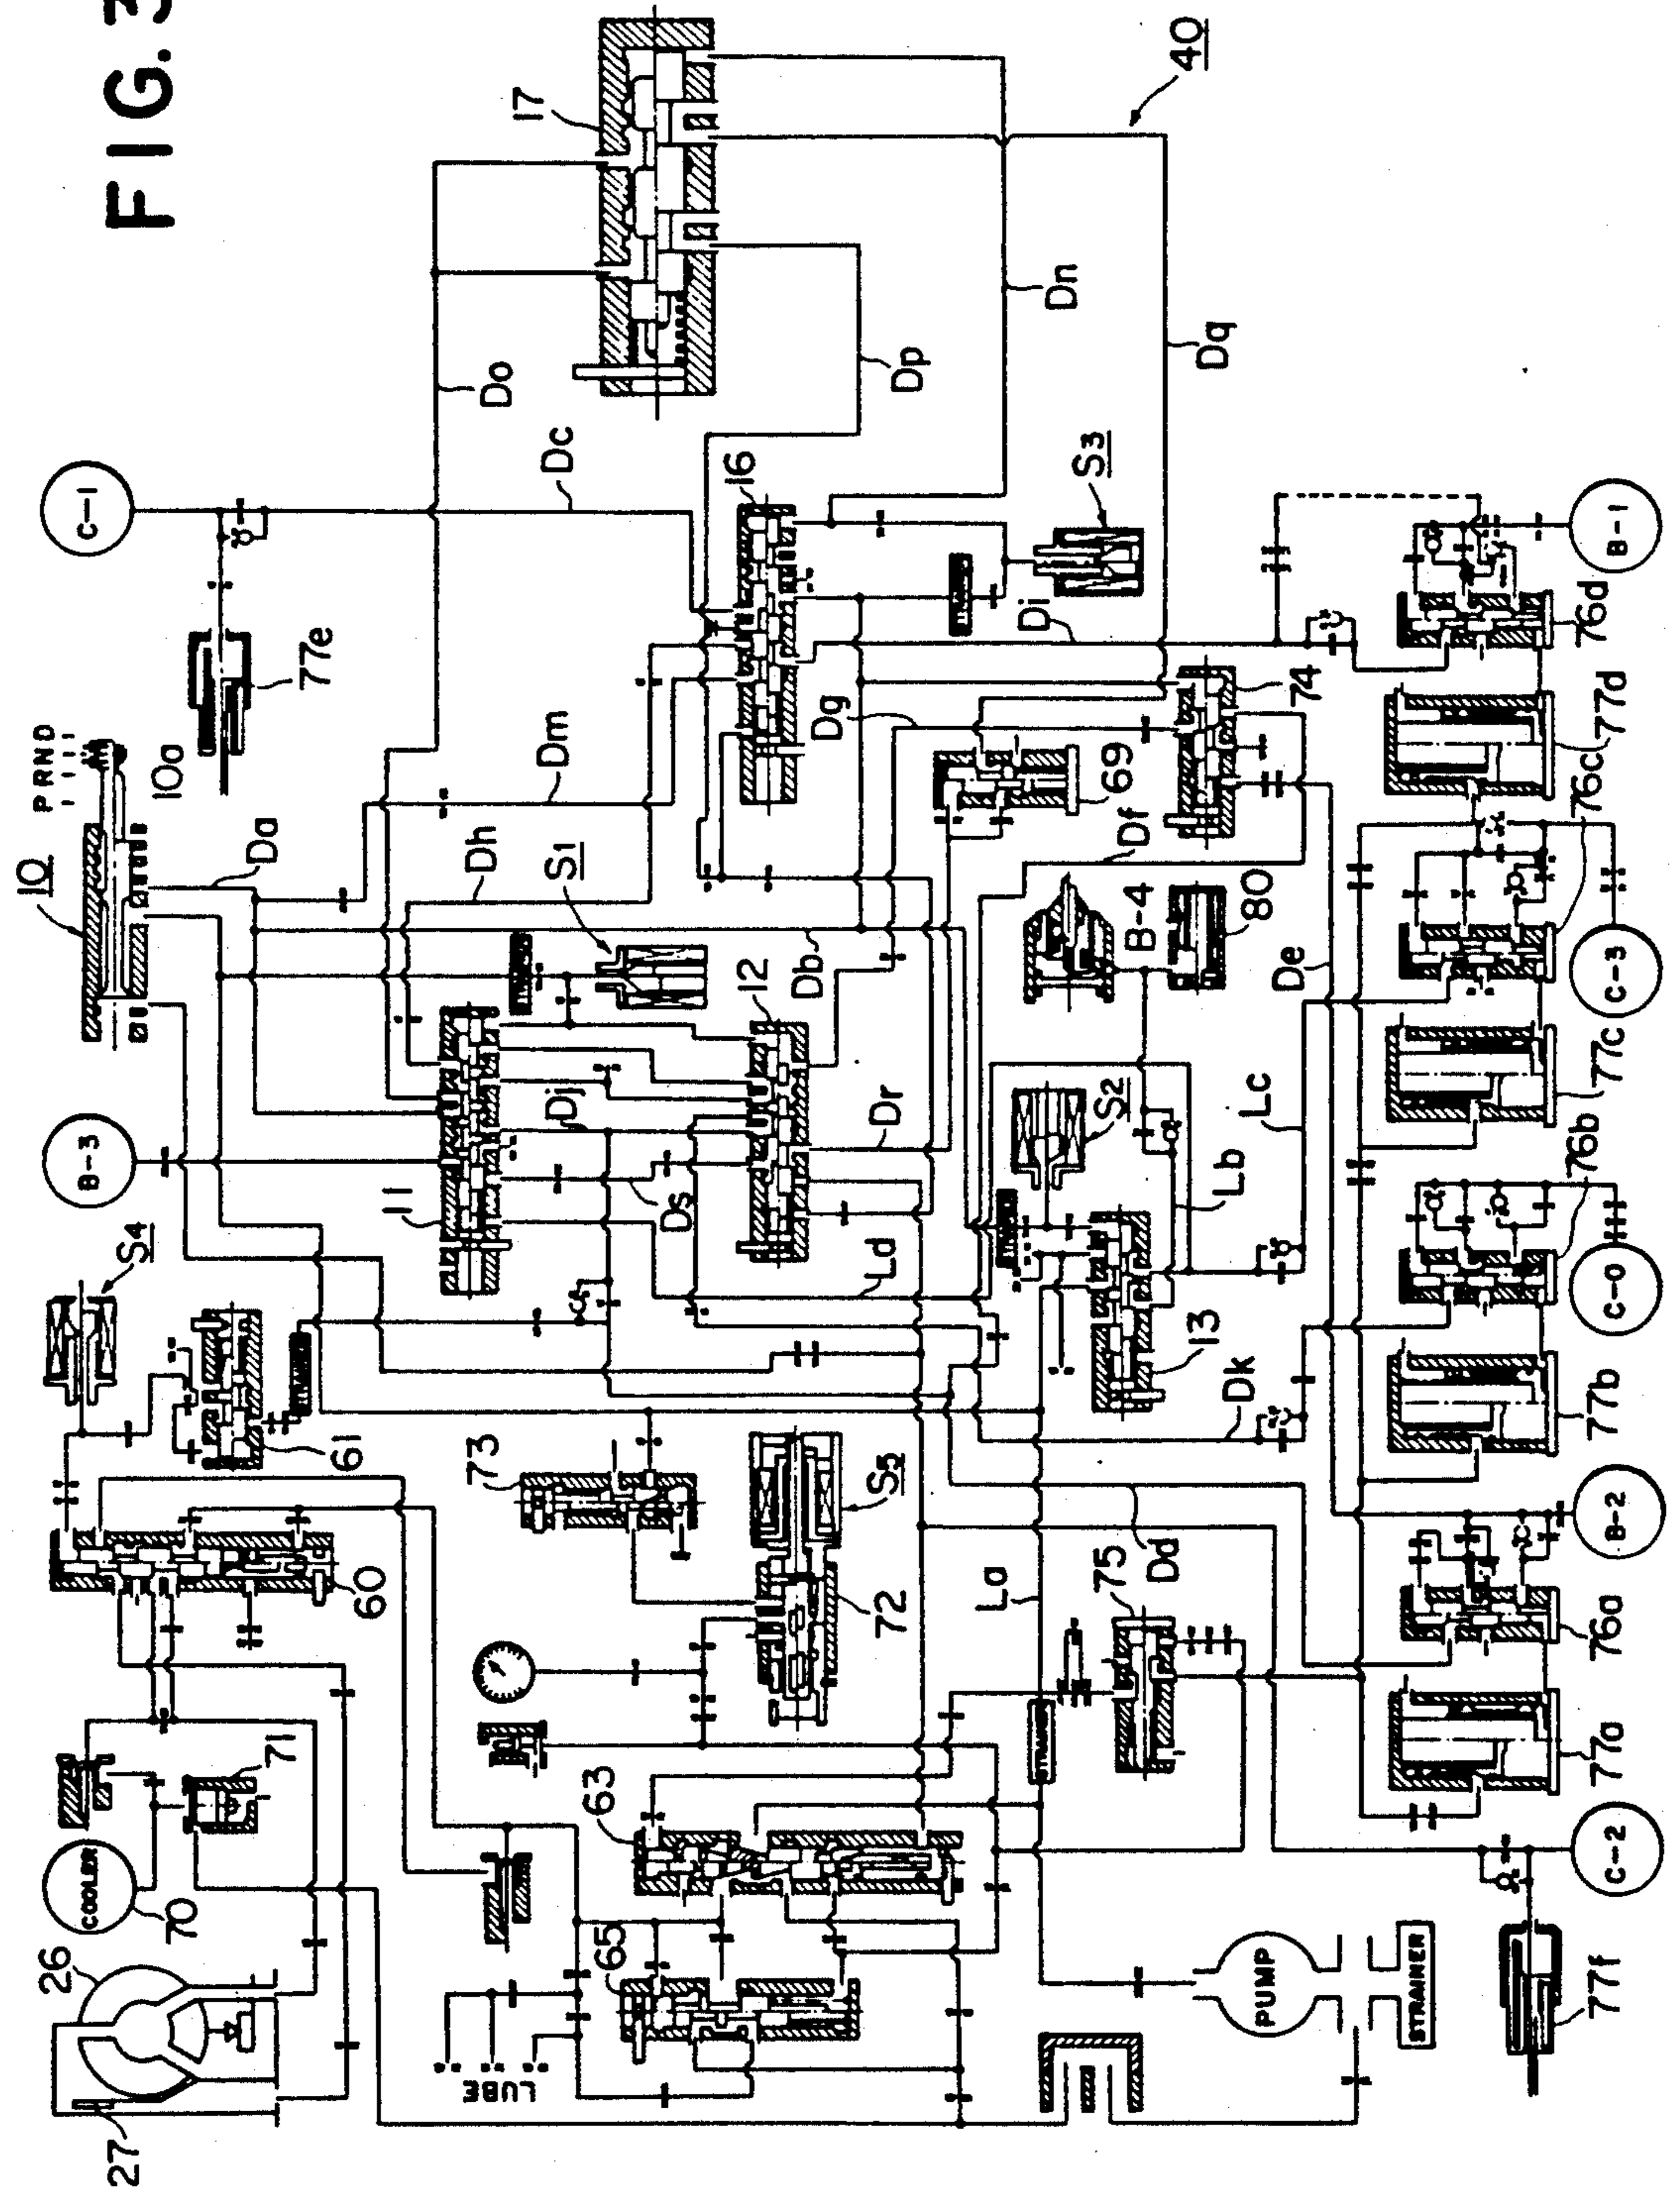 FIG. 3
27
26
COOLER
70
71
60
S4
61
B-3
10
PRND
10a
Da
77e
C-1
LUBE
65
63
73
72
S5
11
Ds
Dj
12
S1
Dh
Dm
Dc
Do
17
Ld
Dr
Db
Dg
16
Dp
STRAINER
La
75
Dd
Dk
13
Lb
S2
Lc
B-4
80
De
Df
69
74
Di
S3
Dn
Dq
40
PUMP
STRAINER
77f
C-2
77a
76a
B-2
77b
C-0
76b
77c
C-3
76c
77d
76d
B-1